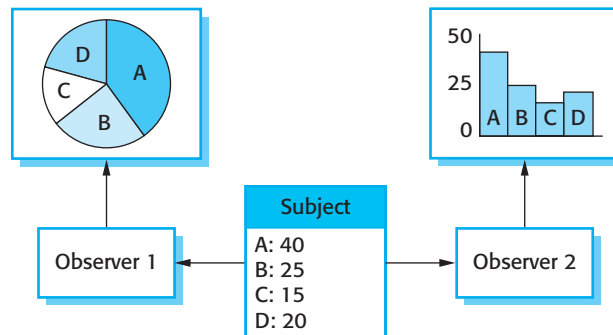 D
A
C
B
50
25
0
A B C D
Subject
A: 40
B: 25
C: 15
D: 20
Observer 1
Observer 2